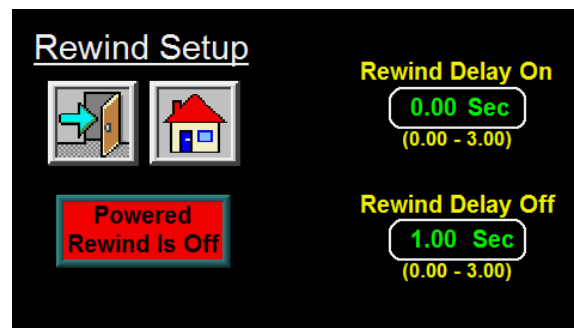 Rewind Setup
Powered
Rewind Is Off
Rewind Delay On
0.00 Sec
(0.00 - 3.00)
Rewind Delay Off
1.00 Sec
(0.00 - 3.00)